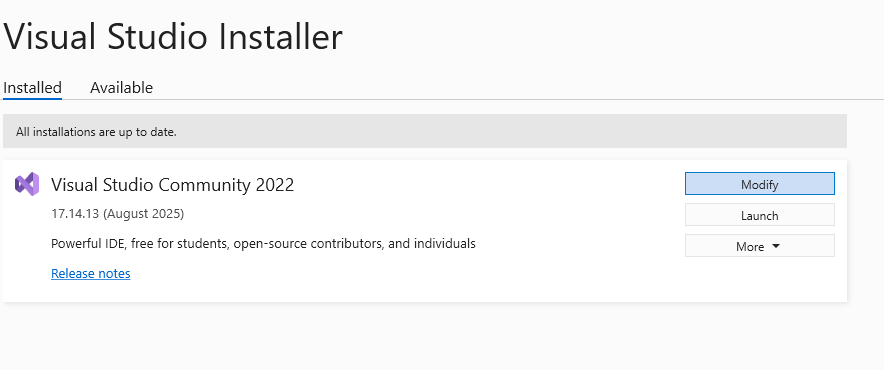 Visual Studio Installer
Installed Available
All installations are up to date.
Visual Studio Community 2022
17.14.13 (August 2025)
Powerful IDE, free for students, open-source contributors, and individuals
Release notes
Modify
Launch
More